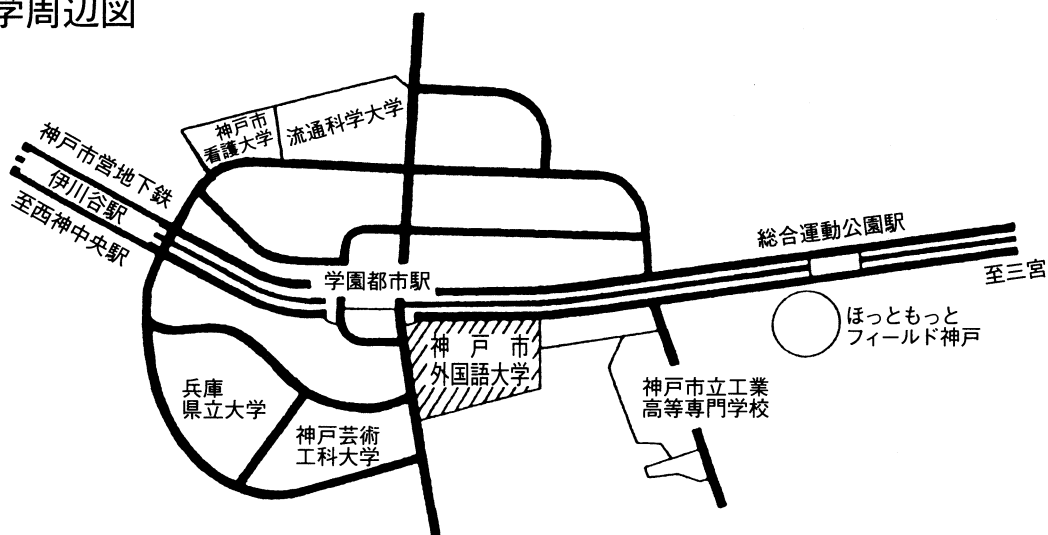 学周辺図
神戸市
看護大学
流通科学大学
神戸市営地下鉄
伊川谷駅
至西神中央駅
学園都市駅
総合運動公園駅
至三宮
ほっともっと
フィールド神戸
神戸市
外国語大学
神戸市立工業
高等専門学校
兵庫
県立大学
神戸芸術
工科大学